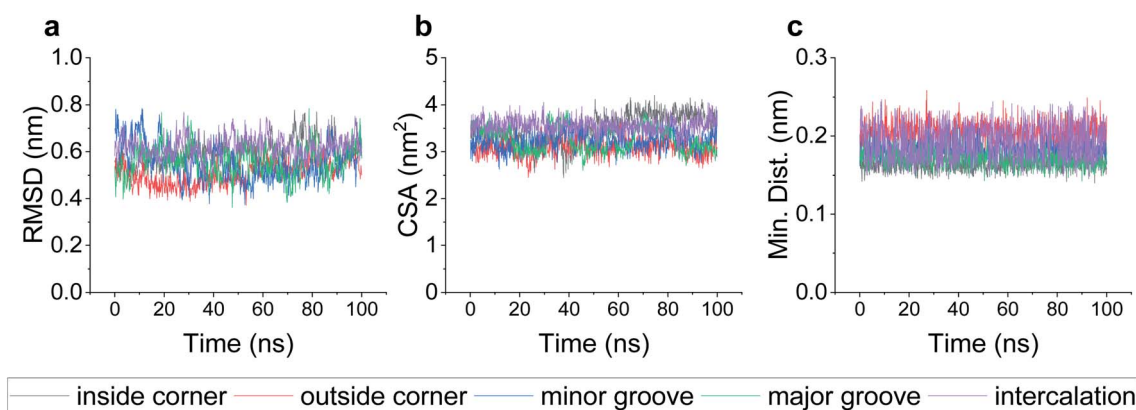 a
RMSD (nm)
1.0
0.8
0.6
0.4
0.2
0.0
0 20 40 60 80 100
Time (ns)
b
CSA (nm²)
5
4
3
2
1
0
0 20 40 60 80 100
Time (ns)
c
Min. Dist. (nm)
0.3
0.2
0.1
0.0
0 20 40 60 80 100
Time (ns)
inside corner outside corner minor groove major groove intercalation